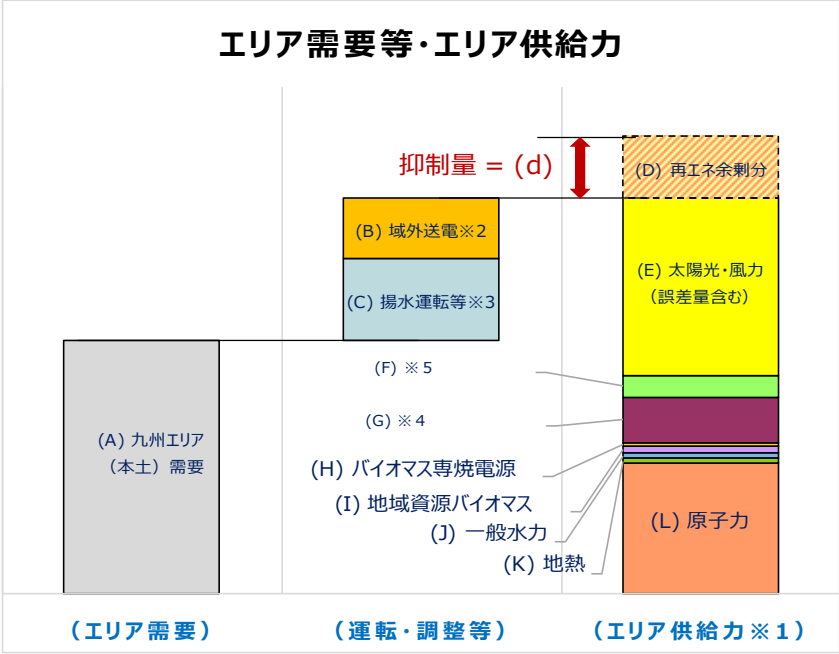 エリア需要等・エリア供給力
抑制量 = (d)
(D) 再エネ余剰分
(B) 域外送電※2
(C) 揚水運転等※3
(E) 太陽光・風力
（誤差量含む）
(F) ※5
(G) ※4
(A) 九州エリア
（本土）需要
(H) バイオマス専焼電源
(I) 地域資源バイオマス
(J) 一般水力
(K) 地熱
(L) 原子力
（エリア需要）
（運転・調整等）
（エリア供給力※1）